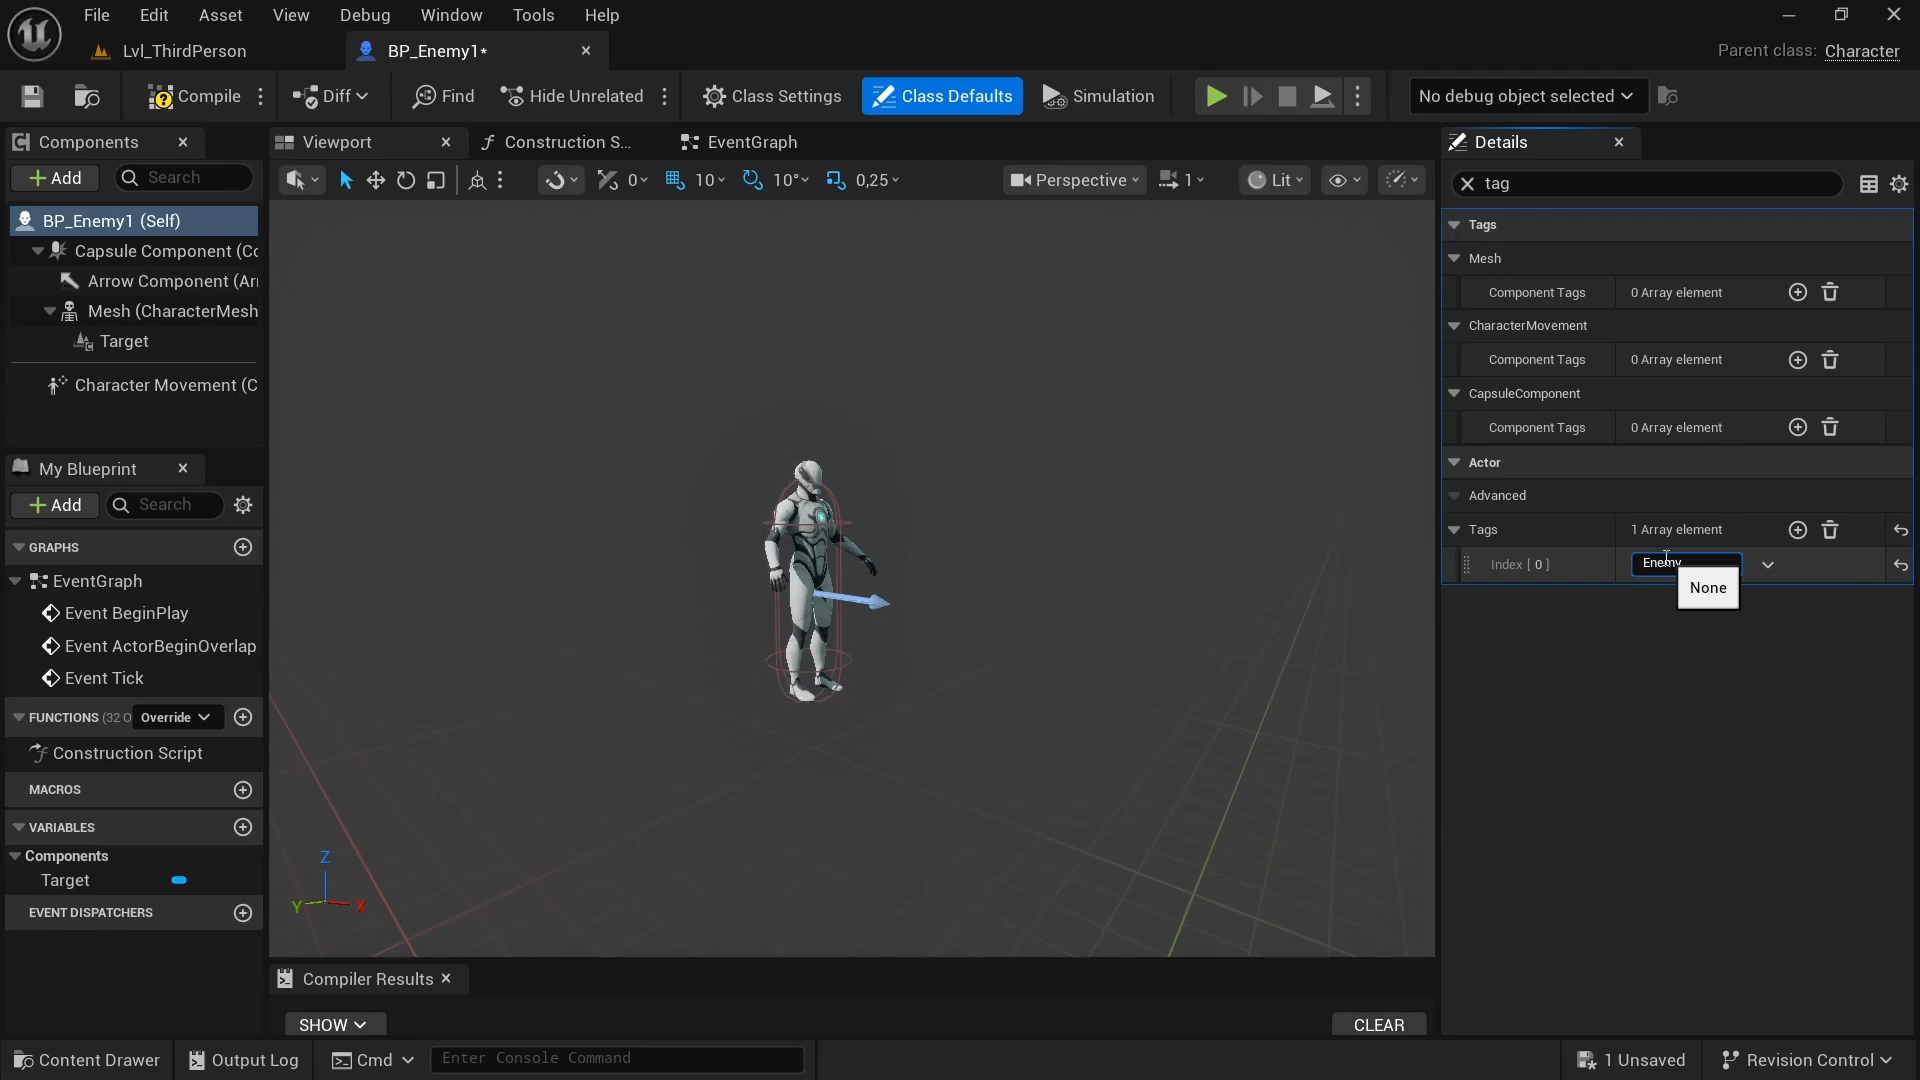 File Edit Asset View Debug Window Tools Help
Lvl_ThirdPerson BP_Enemy1* Parent class: Character
Compile Diff Find Hide Unrelated Class Settings Class Defaults Simulation No debug object selected
Components
Add Search
BP_Enemy1 (Self)
Capsule Component (Co
Arrow Component (Arr
Mesh (CharacterMesh
Target
Character Movement (C
My Blueprint
Add Search
GRAPHS
EventGraph
Event BeginPlay
Event ActorBeginOverlap
Event Tick
FUNCTIONS (32 O Override
Construction Script
MACROS
VARIABLES
Components
Target
EVENT DISPATCHERS
Viewport Construction S... EventGraph
0 10 10° 0,25 Perspective 1 Lit
Z
Y X
Compiler Results
SHOW CLEAR
Details
tag
Tags
Mesh
Component Tags 0 Array element
CharacterMovement
Component Tags 0 Array element
CapsuleComponent
Component Tags 0 Array element
Actor
Advanced
Tags 1 Array element
Index [ 0 ] Enemy
None
Content Drawer Output Log Cmd Enter Console Command 1 Unsaved Revision Control